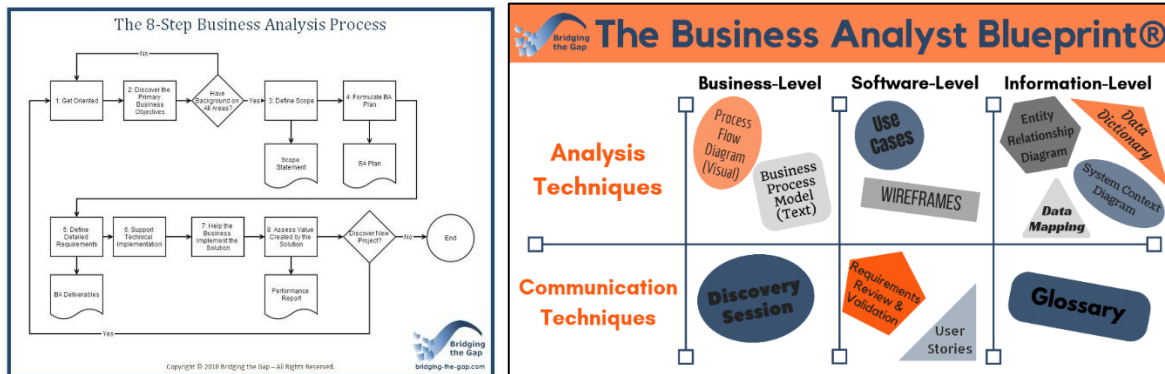 The 8-Step Business Analysis Process
No
1: Get Oriented
2: Discover the
Primary
Business
Objectives
Have
Background on
All Areas?
Yes
3: Define Scope
4: Formulate BA
Plan
Scope
Statement
BA Plan
5: Define
Detailed
Requirements
6: Support
Technical
Implementation
7: Help the
Business
Implement the
Solution
8: Assess Value
Created by the
Solution
Discover New
Project?
No
End
BA Deliverables
Performance
Report
Yes
Bridging
the Gap
bridging-the-gap.com
Copyright © 2018 Bridging the Gap – All Rights Reserved.
Bridging
the Gap
The Business Analyst Blueprint®
Business-Level
Software-Level
Information-Level
Analysis
Techniques
Process
Flow
Diagram
(Visual)
Business
Process
Model
(Text)
Use
Cases
WIREFRAMES
Entity
Relationship
Diagram
Data
Dictionary
System Context
Diagram
Data
Mapping
Communication
Techniques
Discovery
Session
Requirements
Review &
Validation
User
Stories
Glossary